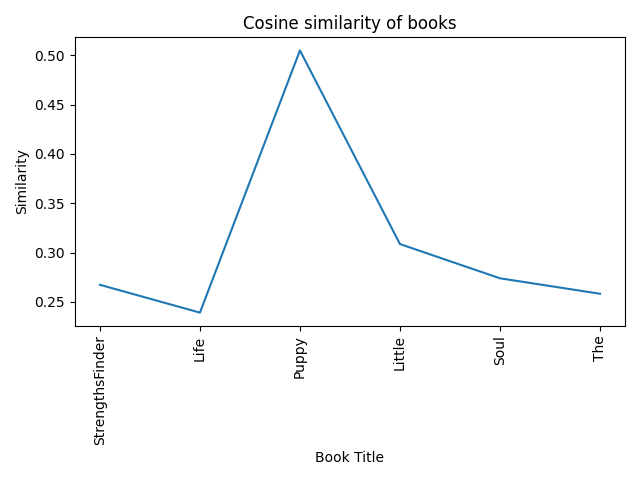 Cosine similarity of books
Similarity
0.50
0.45
0.40
0.35
0.30
0.25
StrengthsFinder
Life
Puppy
Little
Soul
The
Book Title